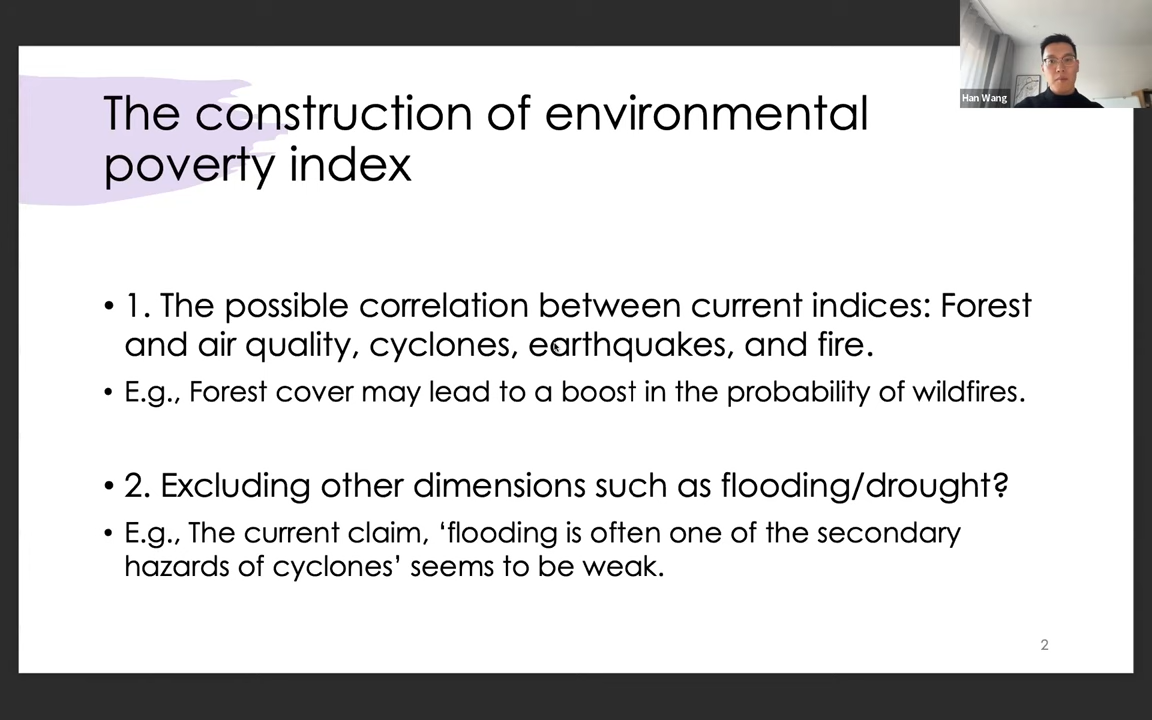 Han Wang
The construction of environmental
poverty index
• 1. The possible correlation between current indices: Forest
and air quality, cyclones, earthquakes, and fire.
• E.g., Forest cover may lead to a boost in the probability of wildfires.
• 2. Excluding other dimensions such as flooding/drought?
• E.g., The current claim, ‘flooding is often one of the secondary
hazards of cyclones’ seems to be weak.
2